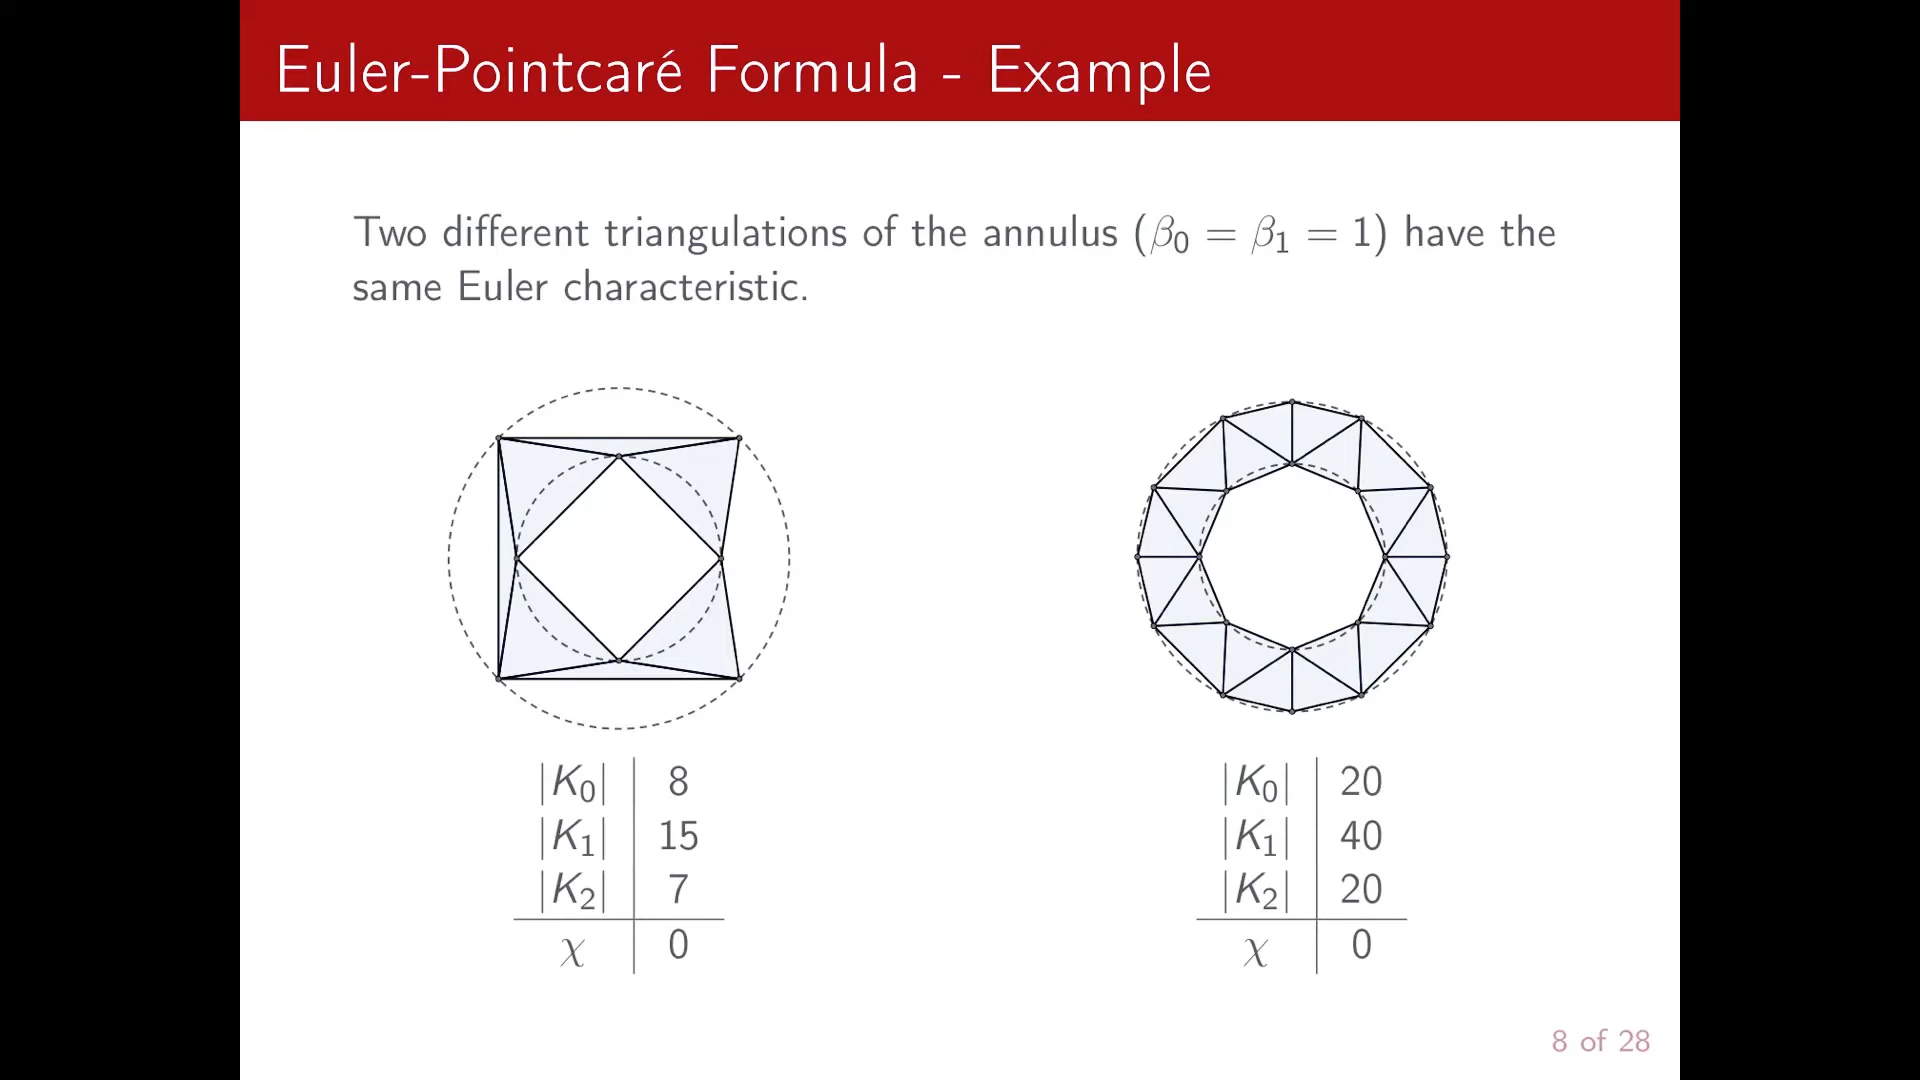 Euler-Pointcaré Formula - Example
Two different triangulations of the annulus (β₀ = β₁ = 1) have the
same Euler characteristic.
|K₀| 8
|K₁| 15
|K₂| 7
χ 0
|K₀| 20
|K₁| 40
|K₂| 20
χ 0
8 of 28